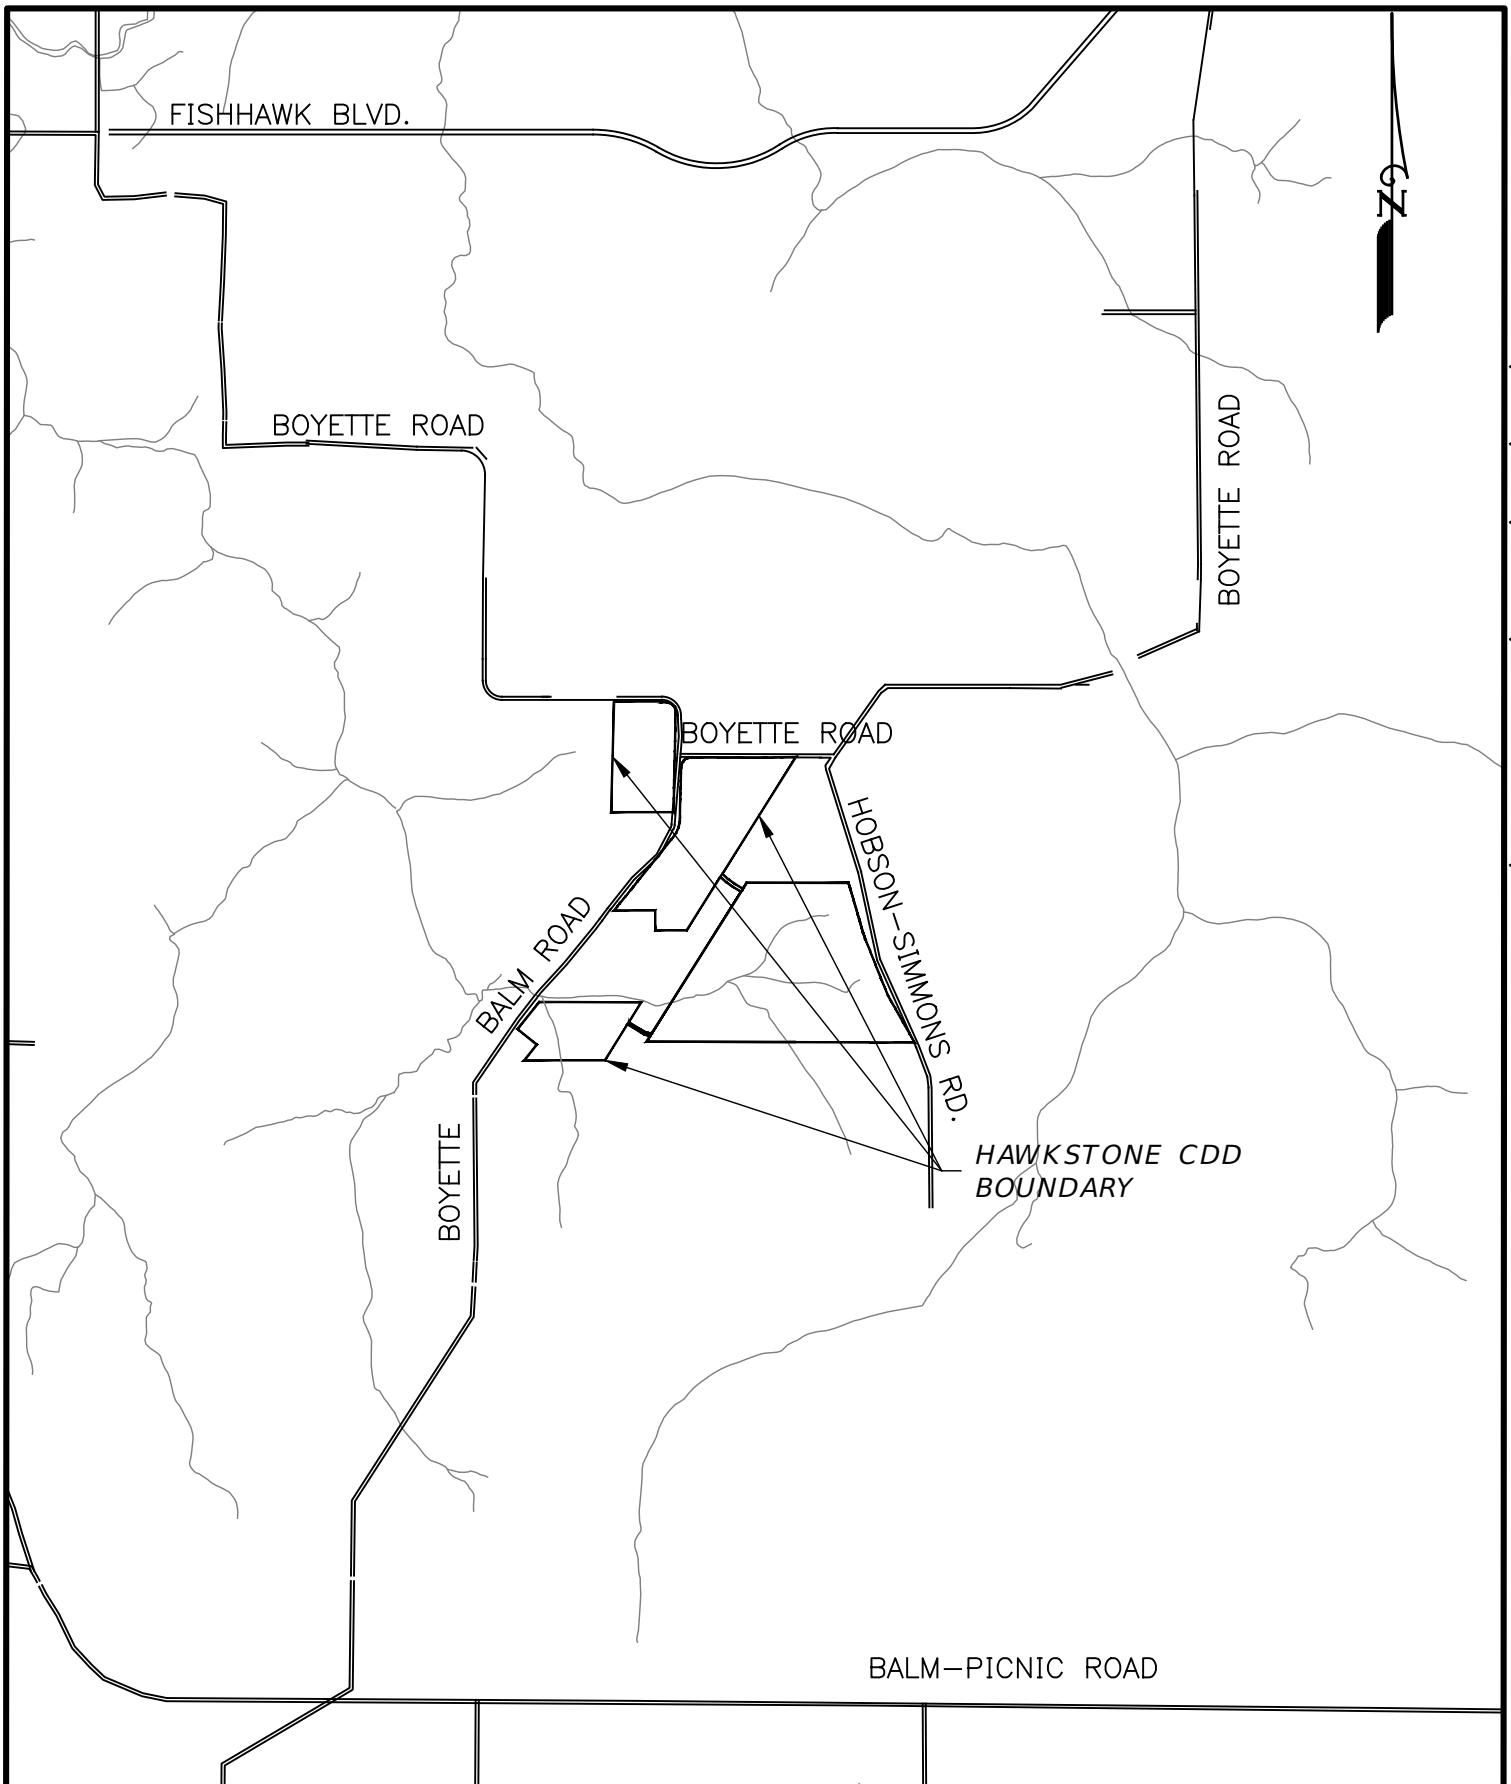 FISHHAWK BLVD.
N
BOYETTE ROAD
BOYETTE ROAD
BOYETTE ROAD
HOBSON-SIMMONS RD.
BALM ROAD
BOYETTE
HAWKSTONE CDD
BOUNDARY
BALM-PICNIC ROAD